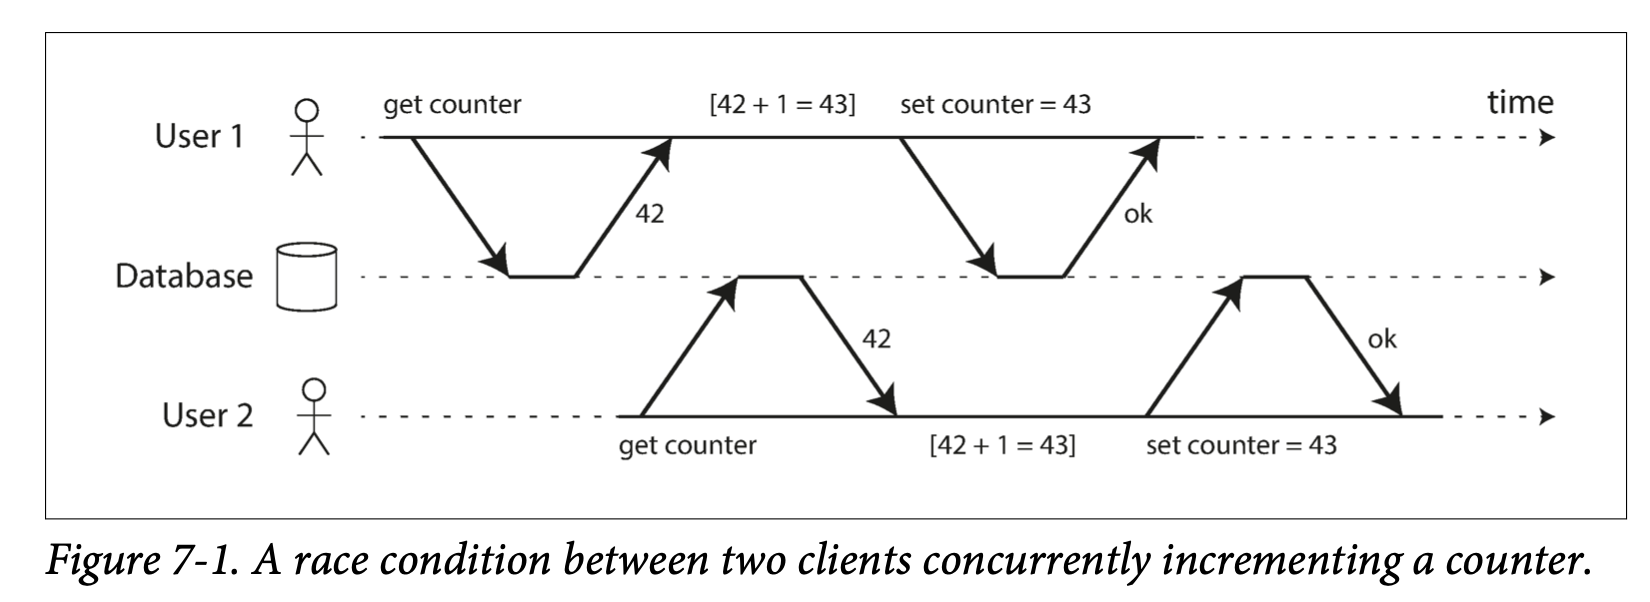 get counter [42 + 1 = 43] set counter = 43 time
User 1
42 ok
Database
42 ok
User 2
get counter [42 + 1 = 43] set counter = 43
Figure 7-1. A race condition between two clients concurrently incrementing a counter.